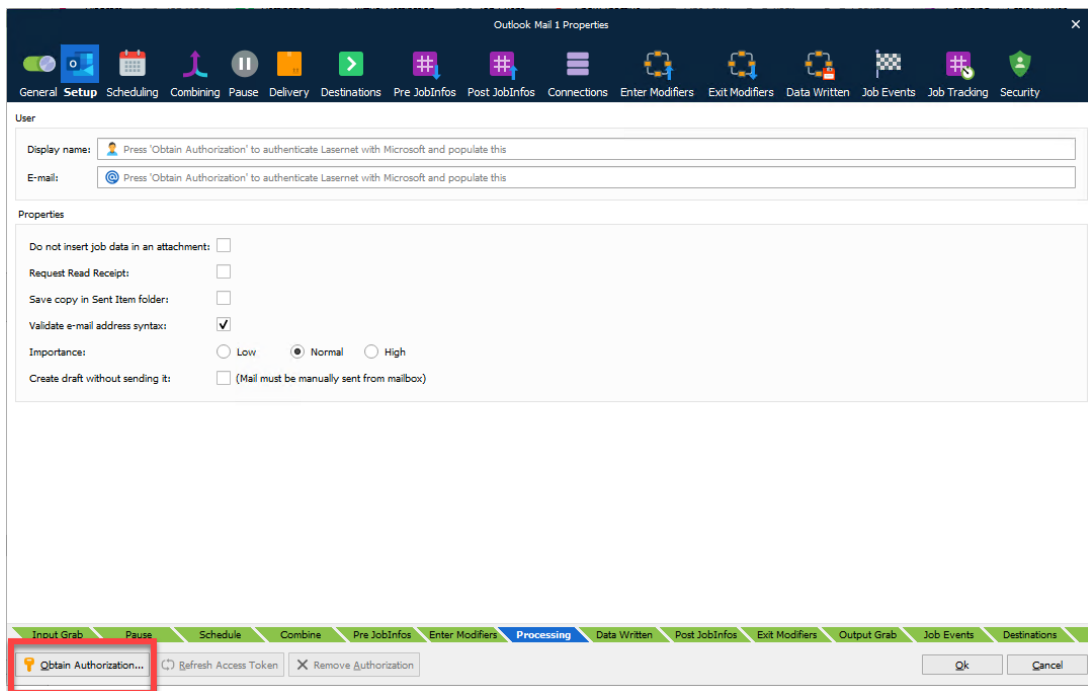 Outlook Mail 1 Properties
General Setup Scheduling Combining Pause Delivery Destinations Pre JobInfos Post JobInfos Connections Enter Modifiers Exit Modifiers Data Written Job Events Job Tracking Security
User
Display name: Press 'Obtain Authorization' to authenticate Lasernet with Microsoft and populate this
E-mail: Press 'Obtain Authorization' to authenticate Lasernet with Microsoft and populate this
Properties
Do not insert job data in an attachment:
Request Read Receipt:
Save copy in Sent Item folder:
Validate e-mail address syntax:
Importance: Low Normal High
Create draft without sending it: (Mail must be manually sent from mailbox)
Input Grab Pause Schedule Combine Pre JobInfos Enter Modifiers Processing Data Written Post JobInfos Exit Modifiers Output Grab Job Events Destinations
Obtain Authorization... Refresh Access Token Remove Authorization Ok Cancel